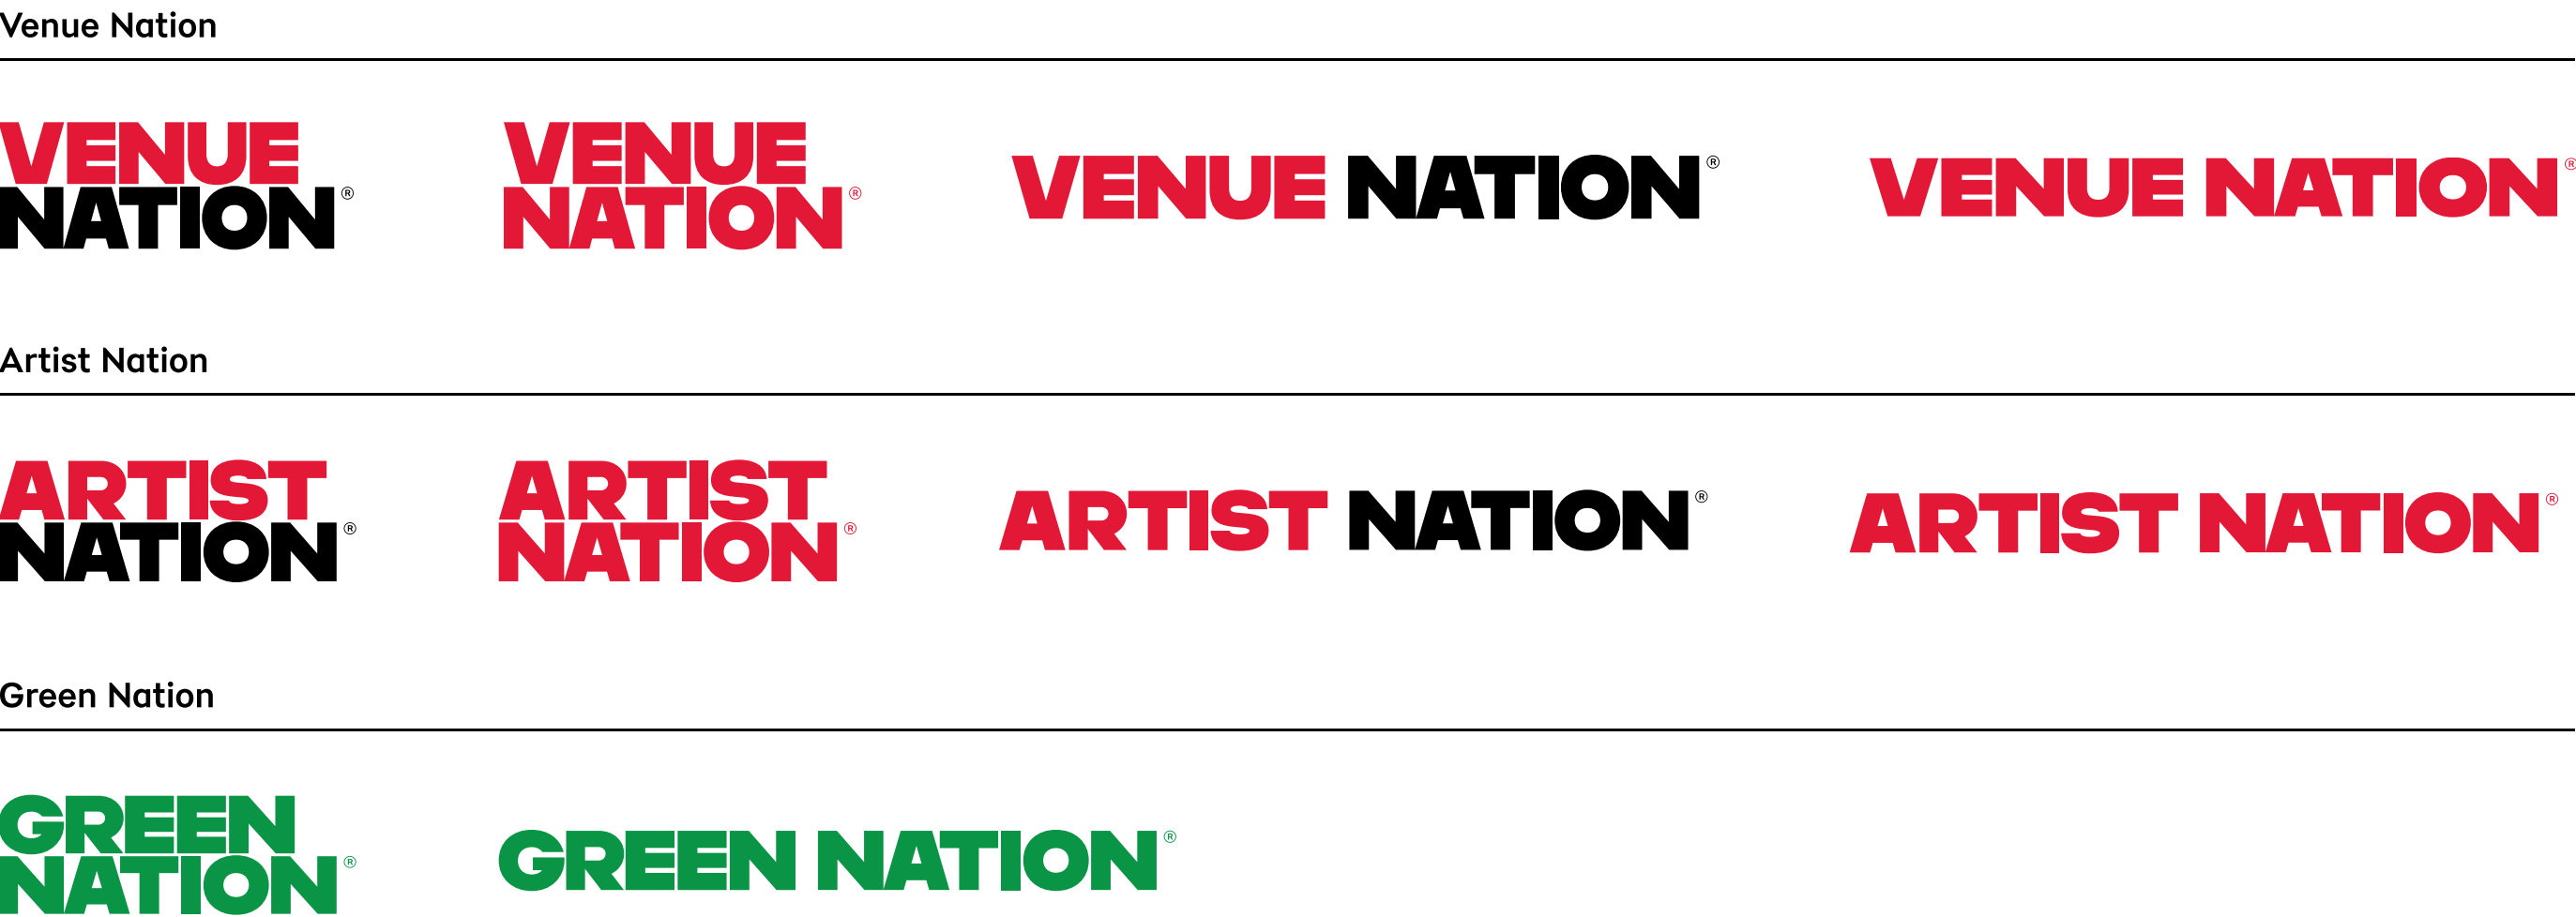 Venue Nation
VENUE
NATION®
VENUE
NATION®
VENUE NATION®
VENUE NATION®
Artist Nation
ARTIST
NATION®
ARTIST
NATION®
ARTIST NATION®
ARTIST NATION®
Green Nation
GREEN
NATION®
GREEN NATION®